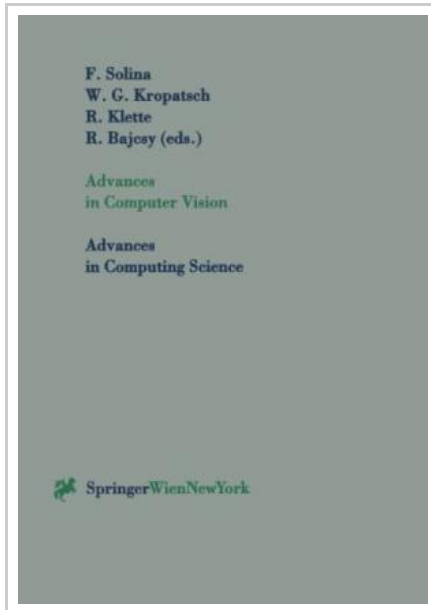 F. Solina
W. G. Kropatsch
R. Klette
R. Bajcsy (eds.)
Advances
in Computer Vision
Advances
in Computing Science
SpringerWienNewYork